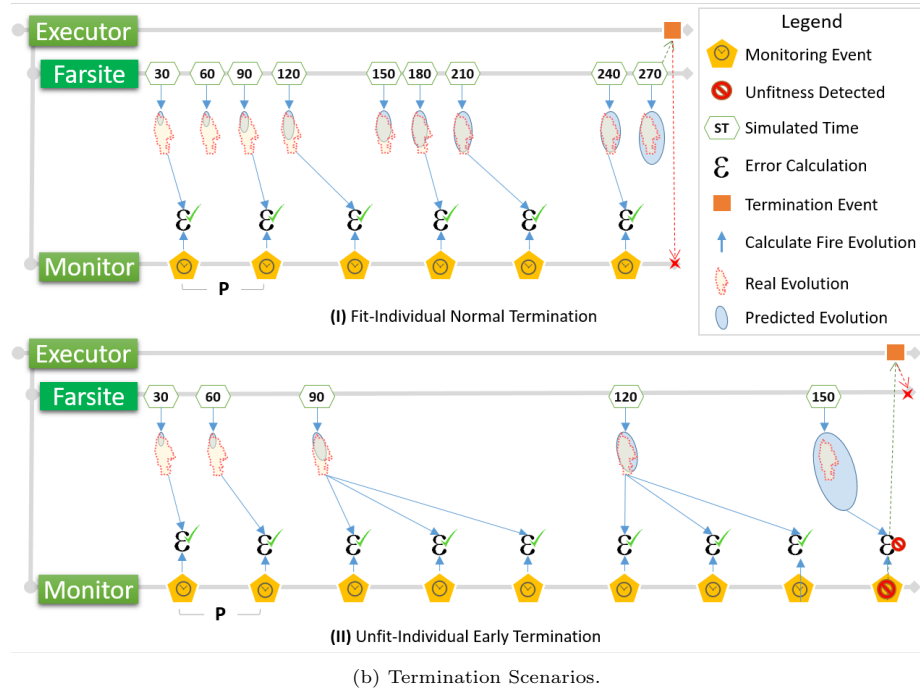 Executor
Farsite
30 60 90 120 150 180 210 240 270
ε ε ε ε ε ε
Monitor
P
(I) Fit-Individual Normal Termination
Legend
Monitoring Event
Unfitness Detected
ST Simulated Time
ε Error Calculation
Termination Event
Calculate Fire Evolution
Real Evolution
Predicted Evolution
Executor
Farsite
30 60 90 120 150
ε ε ε ε ε ε ε ε
Monitor
P
(II) Unfit-Individual Early Termination
(b) Termination Scenarios.